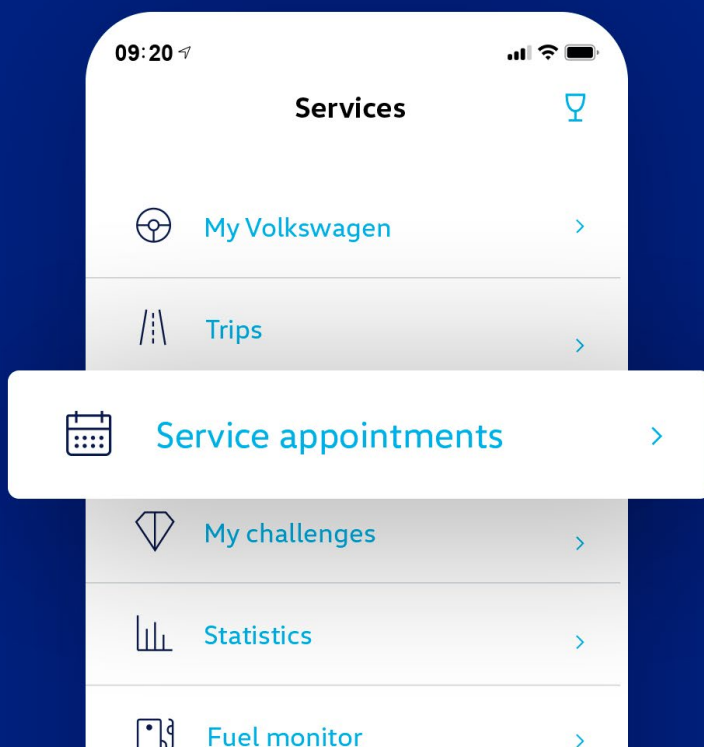 09:20
Services
My Volkswagen
Trips
Service appointments
My challenges
Statistics
Fuel monitor